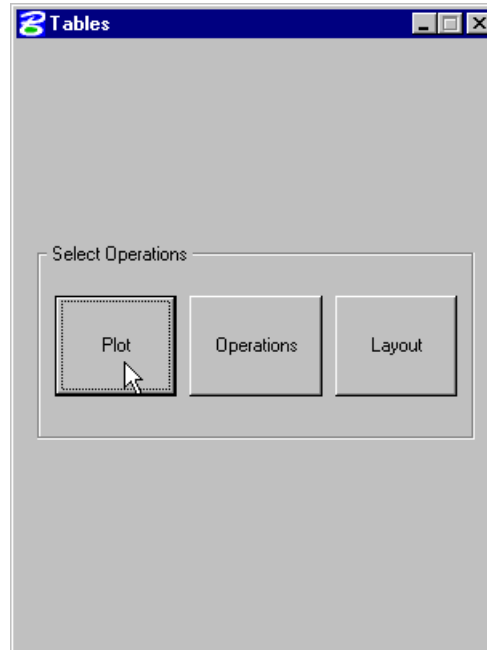 Tables
Select Operations
Plot
Operations
Layout